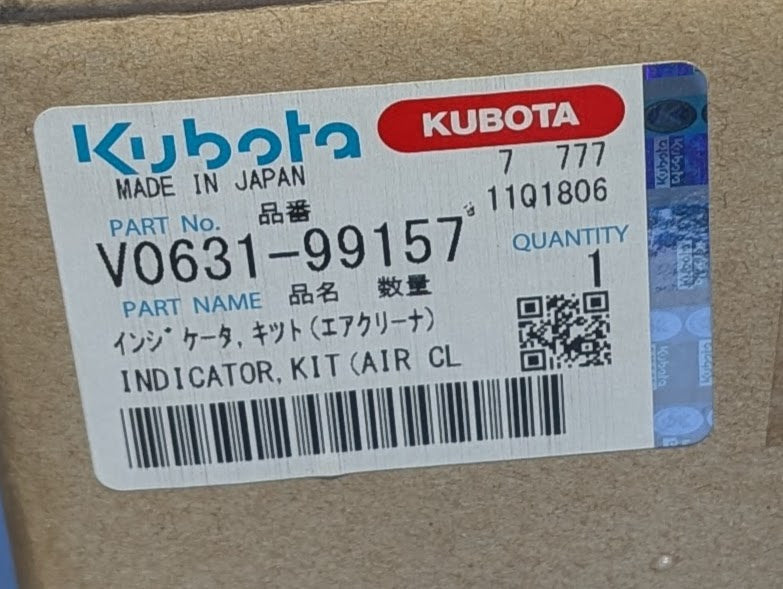 Kubota
KUBOTA
MADE IN JAPAN
7 777
11Q1806
PART No. 品番
V0631-99157
QUANTITY
1
PART NAME 品名 数量
インジケータ,キツト(エアクリーナ)
INDICATOR,KIT(AIR CL